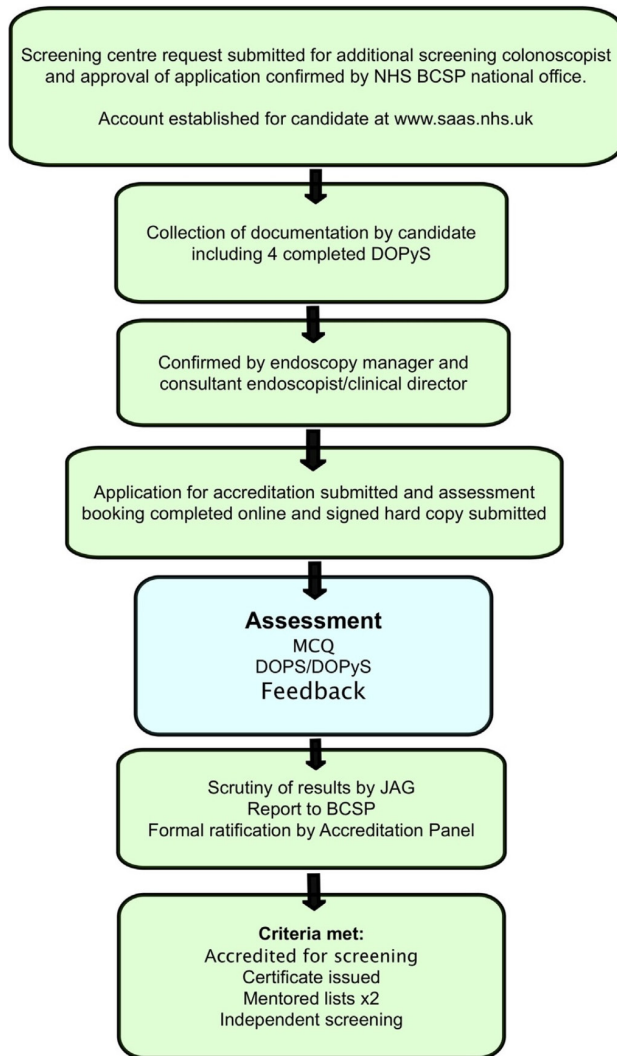 Screening centre request submitted for additional screening colonoscopist
and approval of application confirmed by NHS BCSP national office.
Account established for candidate at www.saas.nhs.uk
Collection of documentation by candidate
including 4 completed DOPyS
Confirmed by endoscopy manager and
consultant endoscopist/clinical director
Application for accreditation submitted and assessment
booking completed online and signed hard copy submitted
Assessment
MCQ
DOPS/DOPyS
Feedback
Scrutiny of results by JAG
Report to BCSP
Formal ratification by Accreditation Panel
Criteria met:
Accredited for screening
Certificate issued
Mentored lists x2
Independent screening